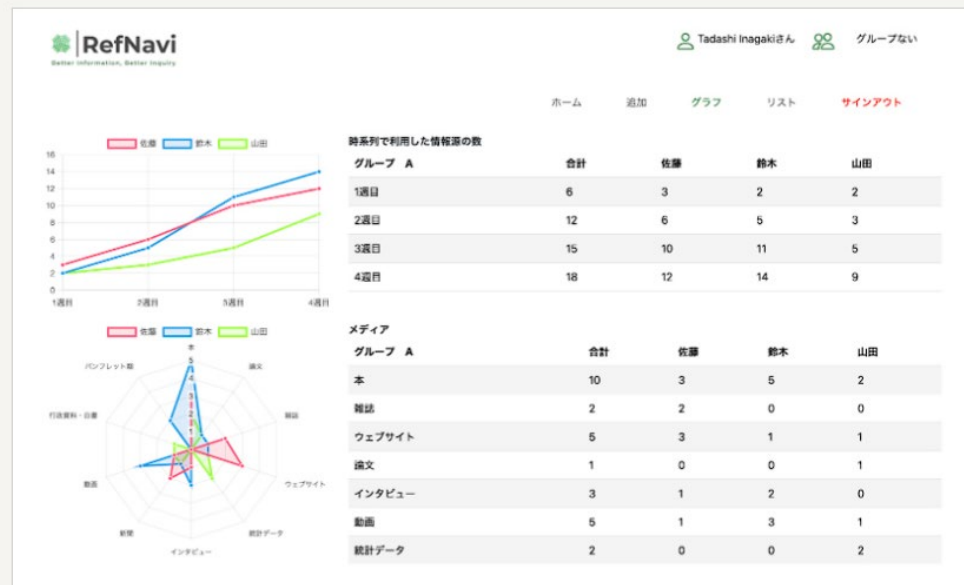 RefNavi
Better Information, Better Inquiry
Tadashi Inagakiさん グループない
ホーム 追加 グラフ リスト サインアウト
佐藤 鈴木 山田
16
14
12
10
8
6
4
2
0
1週目 2週目 3週目 4週目
時系列で利用した情報源の数
グループ A 合計 佐藤 鈴木 山田
1週目 6 3 2 2
2週目 12 6 5 3
3週目 15 10 11 5
4週目 18 12 14 9
佐藤 鈴木 山田
本
5
4
3
2
1
パンフレット類 論文
行政資料・白書 雑誌
動画 ウェブサイト
新聞 統計データ
インタビュー
メディア
グループ A 合計 佐藤 鈴木 山田
本 10 3 5 2
雑誌 2 2 0 0
ウェブサイト 5 3 1 1
論文 1 0 0 1
インタビュー 3 1 2 0
動画 5 1 3 1
統計データ 2 0 0 2